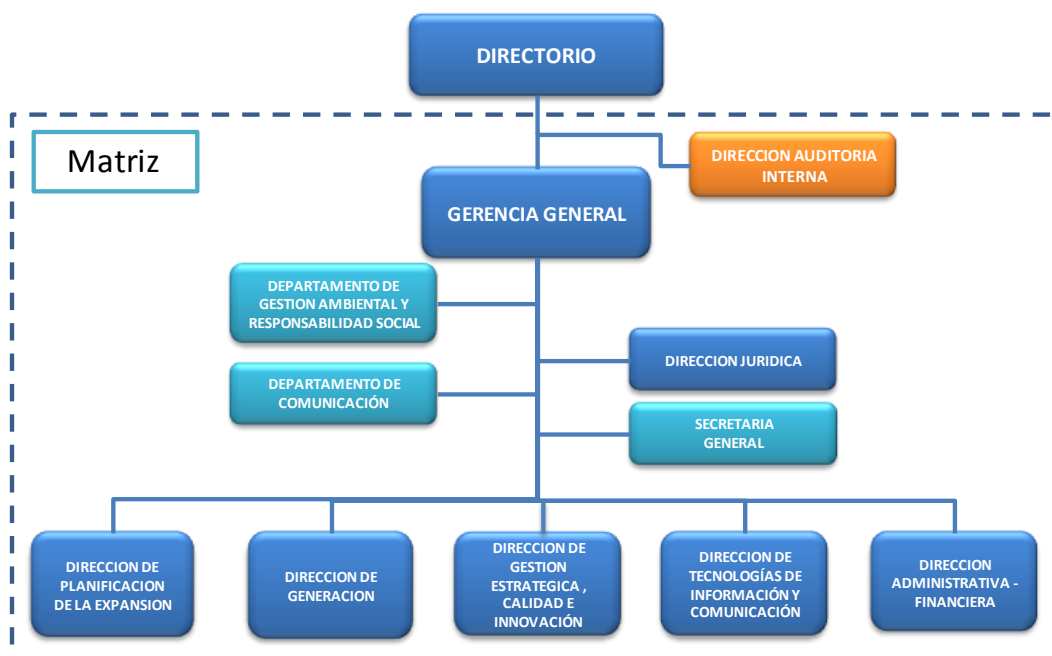 DIRECTORIO
Matriz
DIRECCION AUDITORIA
INTERNA
GERENCIA GENERAL
DEPARTAMENTO DE
GESTION AMBIENTAL Y
RESPONSABILIDAD SOCIAL
DIRECCION JURIDICA
DEPARTAMENTO DE
COMUNICACIÓN
SECRETARIA
GENERAL
DIRECCION DE
PLANIFICACION
DE LA EXPANSION
DIRECCION DE
GENERACION
DIRECCION DE
GESTION
ESTRATEGICA ,
CALIDAD E
INNOVACIÓN
DIRECCION DE
TECNOLOGÍAS DE
INFORMACIÓN Y
COMUNICACIÓN
DIRECCION
ADMINISTRATIVA -
FINANCIERA